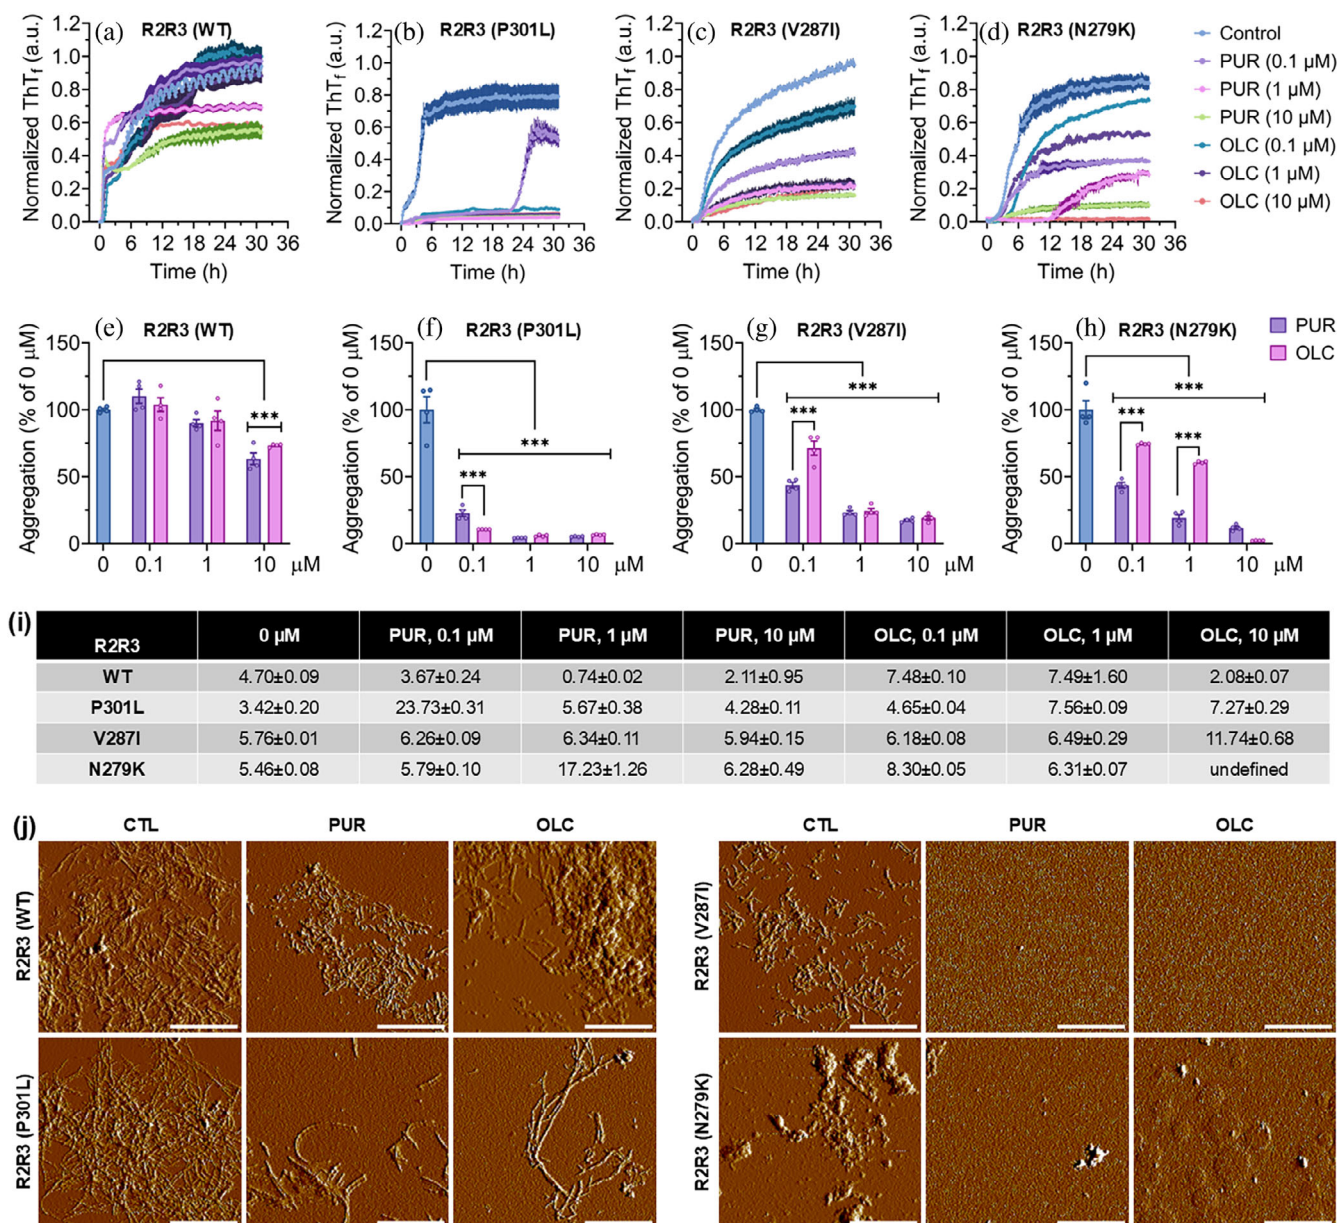 (a) R2R3 (WT)
Normalized ThTf (a.u.)
1.2
1.0
0.8
0.6
0.4
0.2
0.0
0 6 12 18 24 30 36
Time (h)
(b) R2R3 (P301L)
Normalized ThTf (a.u.)
1.2
1.0
0.8
0.6
0.4
0.2
0.0
0 6 12 18 24 30 36
Time (h)
(c) R2R3 (V287I)
Normalized ThTf (a.u.)
1.2
1.0
0.8
0.6
0.4
0.2
0.0
0 6 12 18 24 30 36
Time (h)
(d) R2R3 (N279K)
Normalized ThTf (a.u.)
1.2
1.0
0.8
0.6
0.4
0.2
0.0
0 6 12 18 24 30 36
Time (h)
Control
PUR (0.1 μM)
PUR (1 μM)
PUR (10 μM)
OLC (0.1 μM)
OLC (1 μM)
OLC (10 μM)
(e) R2R3 (WT)
Aggregation (% of 0 μM)
150
100
50
0
***
0 0.1 1 10 μM
(f) R2R3 (P301L)
Aggregation (% of 0 μM)
150
100
50
0
***
***
0 0.1 1 10 μM
(g) R2R3 (V287I)
Aggregation (% of 0 μM)
150
100
50
0
***
***
0 0.1 1 10 μM
(h) R2R3 (N279K)
Aggregation (% of 0 μM)
150
100
50
0
***
***
***
0 0.1 1 10 μM
PUR
OLC
(i)
R2R3 0 μM PUR, 0.1 μM PUR, 1 μM PUR, 10 μM OLC, 0.1 μM OLC, 1 μM OLC, 10 μM
WT 4.70±0.09 3.67±0.24 0.74±0.02 2.11±0.95 7.48±0.10 7.49±1.60 2.08±0.07
P301L 3.42±0.20 23.73±0.31 5.67±0.38 4.28±0.11 4.65±0.04 7.56±0.09 7.27±0.29
V287I 5.76±0.01 6.26±0.09 6.34±0.11 5.94±0.15 6.18±0.08 6.49±0.29 11.74±0.68
N279K 5.46±0.08 5.79±0.10 17.23±1.26 6.28±0.49 8.30±0.05 6.31±0.07 undefined
(j)
CTL PUR OLC
R2R3 (WT)
R2R3 (P301L)
CTL PUR OLC
R2R3 (V287I)
R2R3 (N279K)